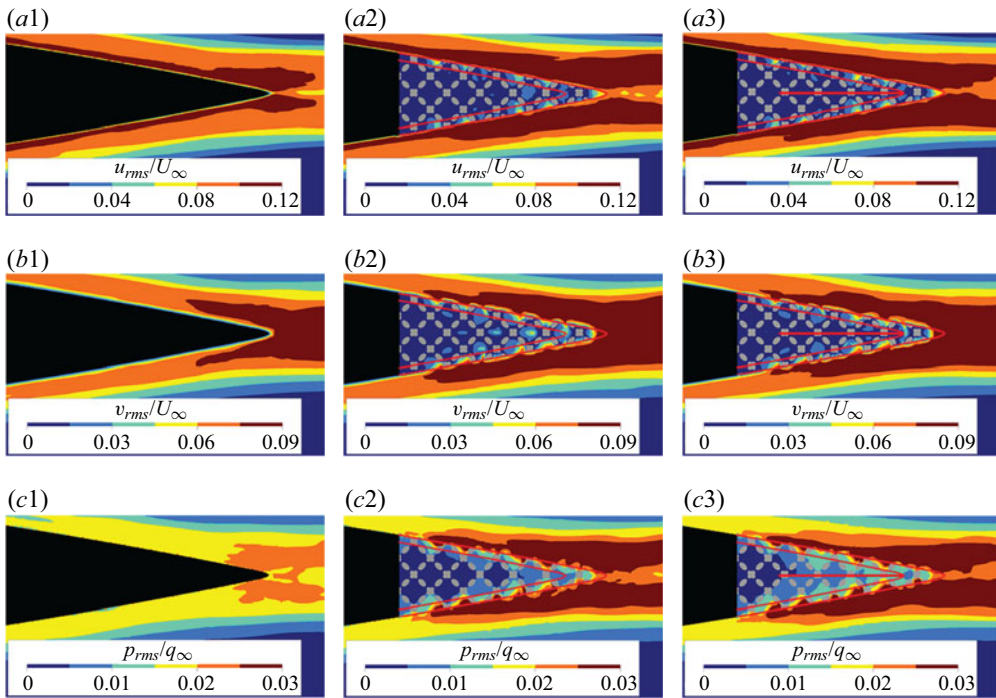 (a1) (a2) (a3)
u_rms/U_∞ u_rms/U_∞ u_rms/U_∞
0 0.04 0.08 0.12 0 0.04 0.08 0.12 0 0.04 0.08 0.12
(b1) (b2) (b3)
v_rms/U_∞ v_rms/U_∞ v_rms/U_∞
0 0.03 0.06 0.09 0 0.03 0.06 0.09 0 0.03 0.06 0.09
(c1) (c2) (c3)
p_rms/q_∞ p_rms/q_∞ p_rms/q_∞
0 0.01 0.02 0.03 0 0.01 0.02 0.03 0 0.01 0.02 0.03